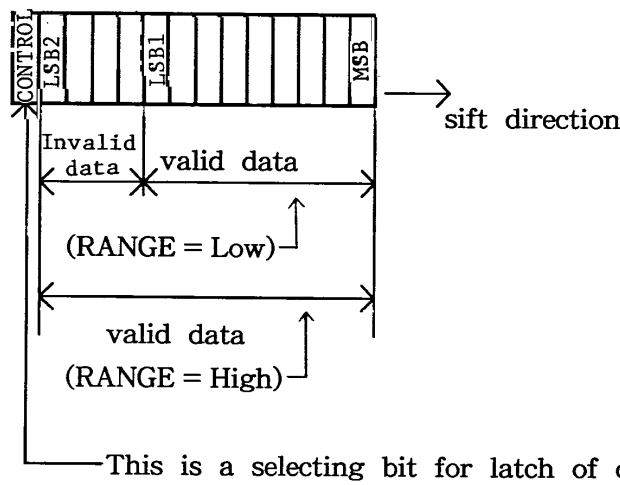 CONTROL
LSB2
LSB1
MSB
sift direction
Invalid
data
valid data
(RANGE = Low)
valid data
(RANGE = High)
This is a selecting bit for latch of